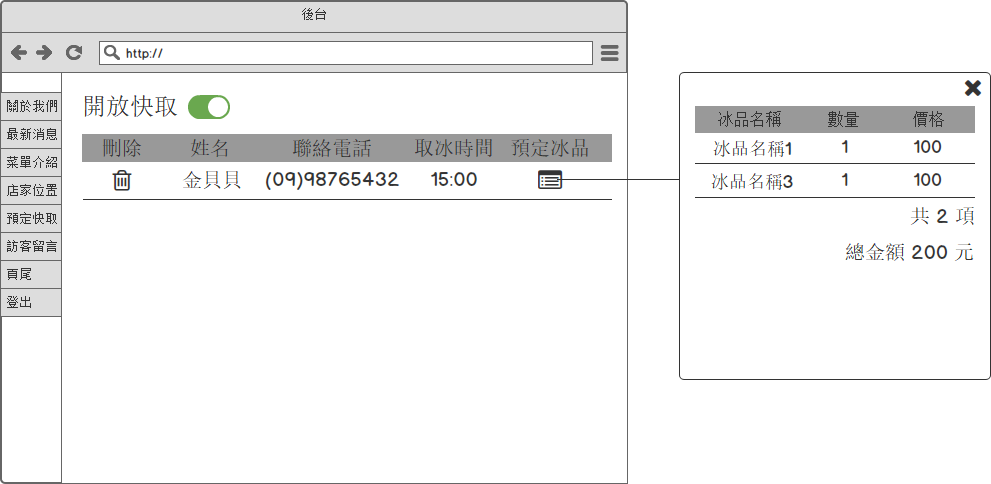 後台
http://
關於我們
最新消息
菜單介紹
店家位置
預定快取
訪客留言
頁尾
登出
開放快取
刪除 姓名 聯絡電話 取冰時間 預定冰品
金貝貝 (09)98765432 15:00
冰品名稱 數量 價格
冰品名稱1 1 100
冰品名稱3 1 100
共 2 項
總金額 200 元